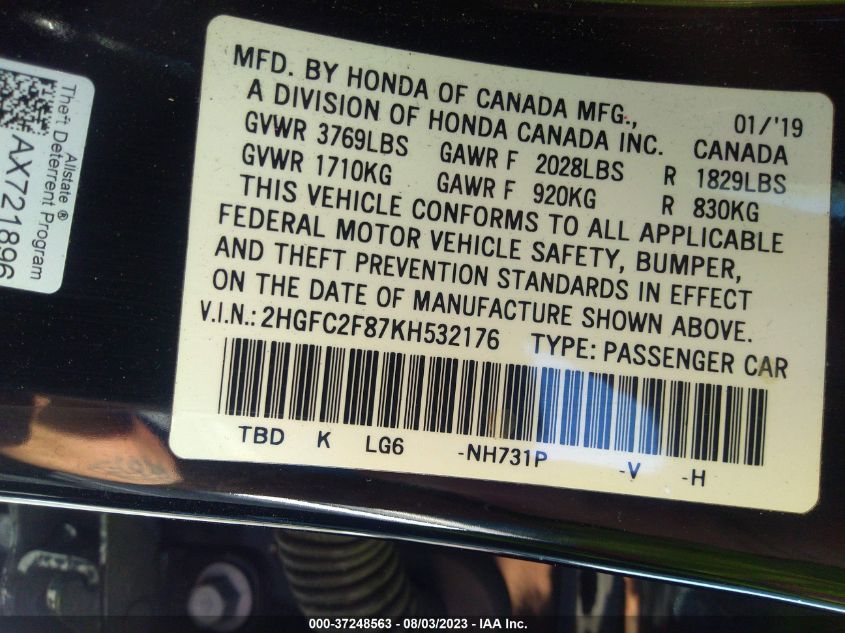 MFD. BY HONDA OF CANADA MFG.,
A DIVISION OF HONDA CANADA INC.
01/'19
CANADA
GVWR 3769LBS GAWR F 2028LBS R 1829LBS
GVWR 1710KG GAWR F 920KG R 830KG
THIS VEHICLE CONFORMS TO ALL APPLICABLE
FEDERAL MOTOR VEHICLE SAFETY, BUMPER,
AND THEFT PREVENTION STANDARDS IN EFFECT
ON THE DATE OF MANUFACTURE SHOWN ABOVE.
V.I.N.: 2HGFC2F87KH532176 TYPE: PASSENGER CAR
TBD K LG6 -NH731P -V -H
Allstate ®
Theft Deterrent Program
AX721896
000-37248563 - 08/03/2023 - IAA Inc.